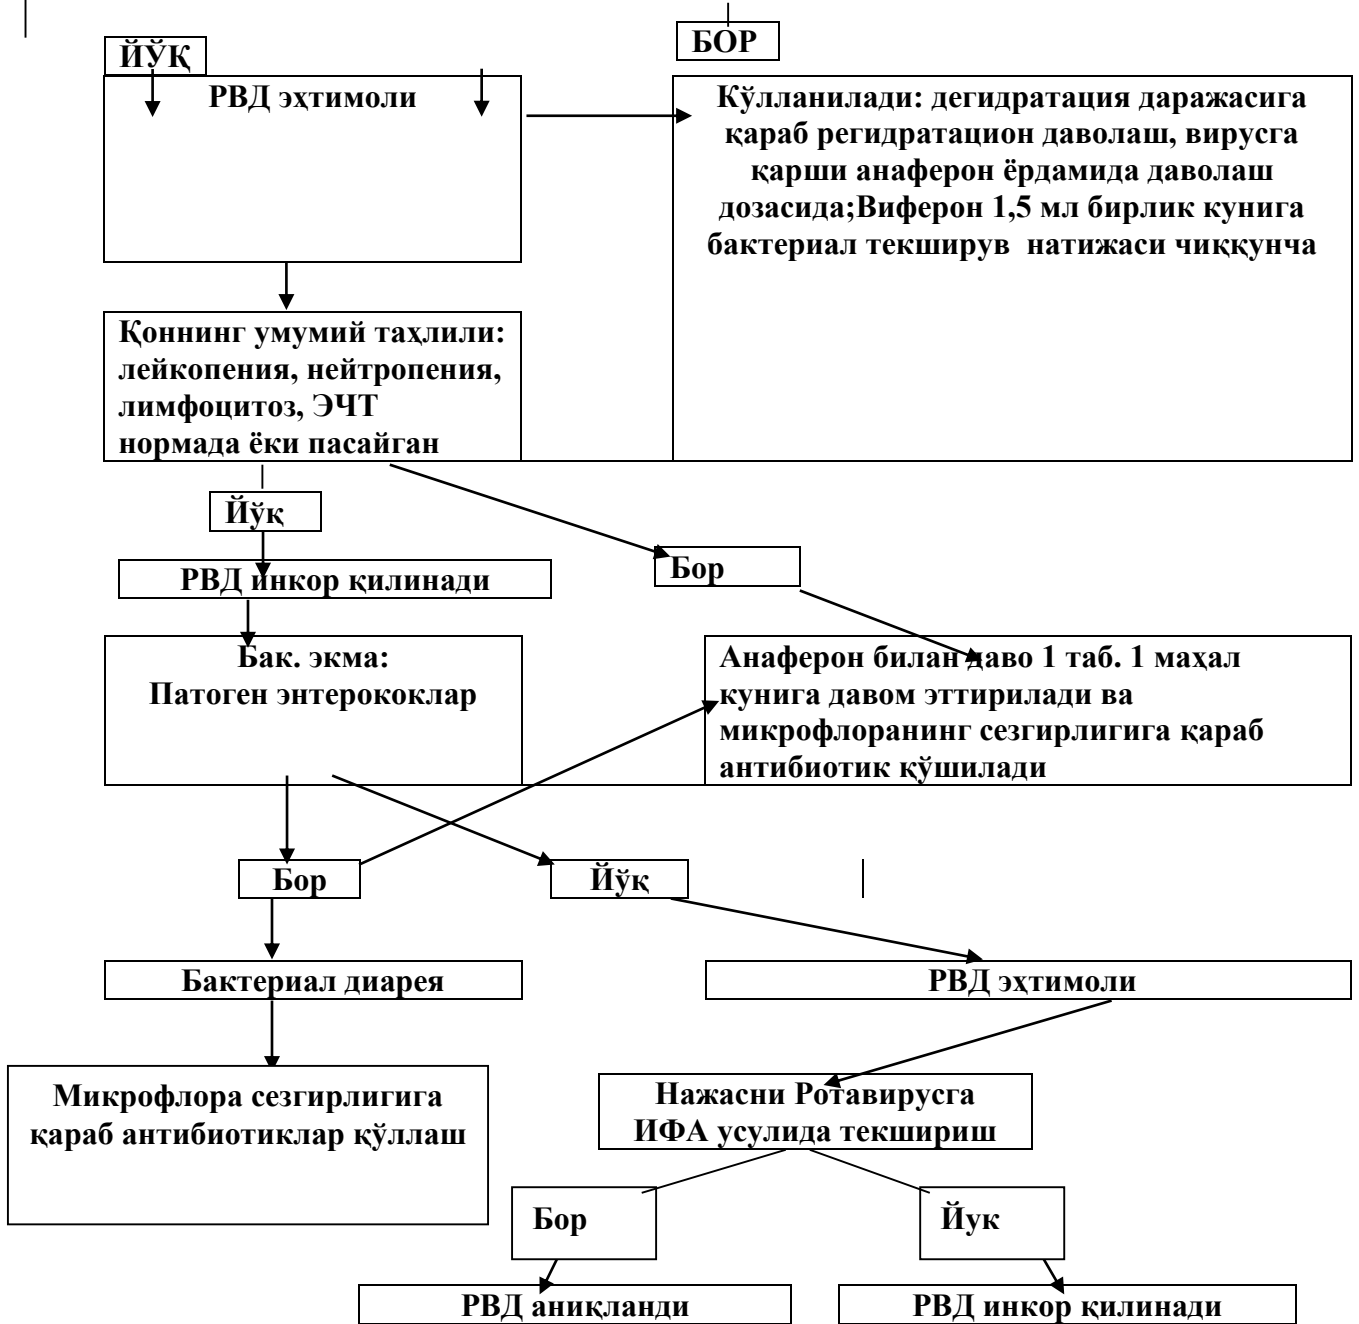 ЙЎҚ
БОР
РВД эҳтимоли
Кўлланилади: дегидратация даражасига
қараб регидратацион даволаш, вирусга
қарши анаферон ёрдамида даволаш
дозасида;Виферон 1,5 мл бирлик кунига
бактериал текширув натижаси чиққунча
Қоннинг умумий таҳлили:
лейкопения, нейтропения,
лимфоцитоз, ЭЧТ
нормада ёки пасайган
Йўқ
Бор
РВД инкор қилинади
Бак. экма:
Патоген энтерококлар
Анаферон билан даво 1 таб. 1 маҳал
кунига давом эттирилади ва
микрофлоранинг сезгирлигига қараб
антибиотик қўшилади
Бор
Йўқ
Бактериал диарея
РВД эҳтимоли
Микрофлора сезгирлигига
қараб антибиотиклар қўллаш
Нажасни Ротавирусга
ИФА усулида текшириш
Бор
Йук
РВД аниқланди
РВД инкор қилинади